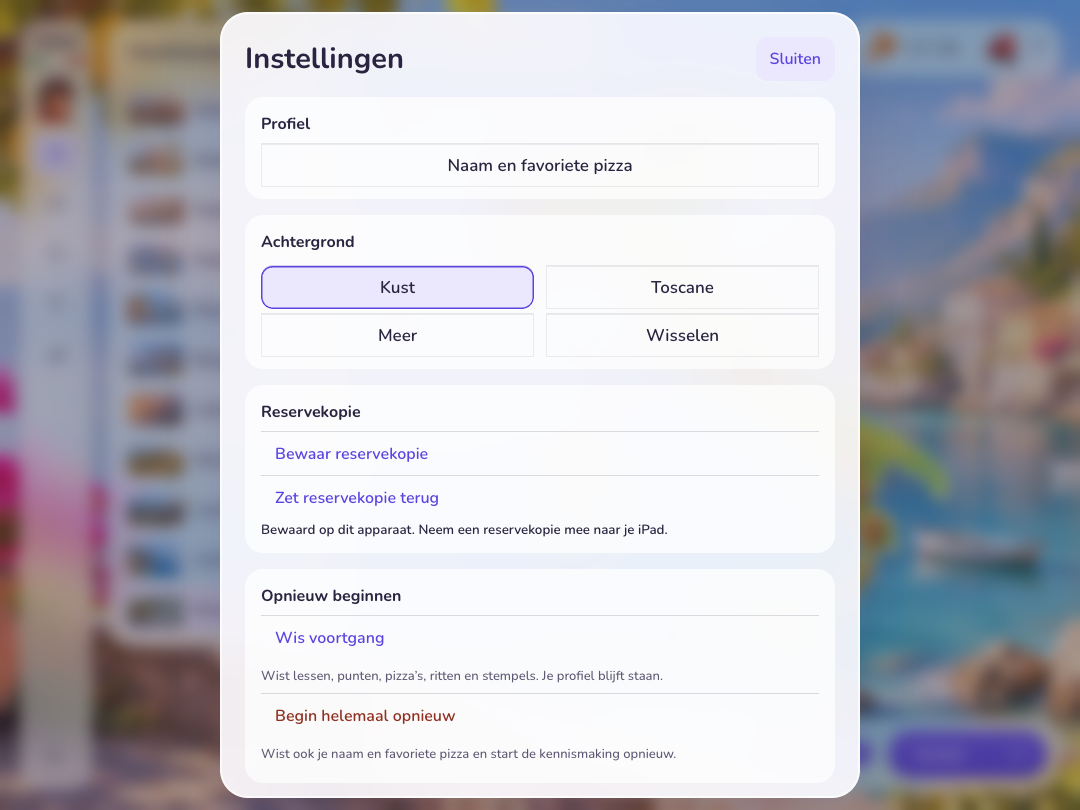 Instellingen
Sluiten
Profiel
Naam en favoriete pizza
Achtergrond
Kust
Toscane
Meer
Wisselen
Reservekopie
Bewaar reservekopie
Zet reservekopie terug
Bewaard op dit apparaat. Neem een reservekopie mee naar je iPad.
Opnieuw beginnen
Wis voortgang
Wist lessen, punten, pizza’s, ritten en stempels. Je profiel blijft staan.
Begin helemaal opnieuw
Wist ook je naam en favoriete pizza en start de kennismaking opnieuw.